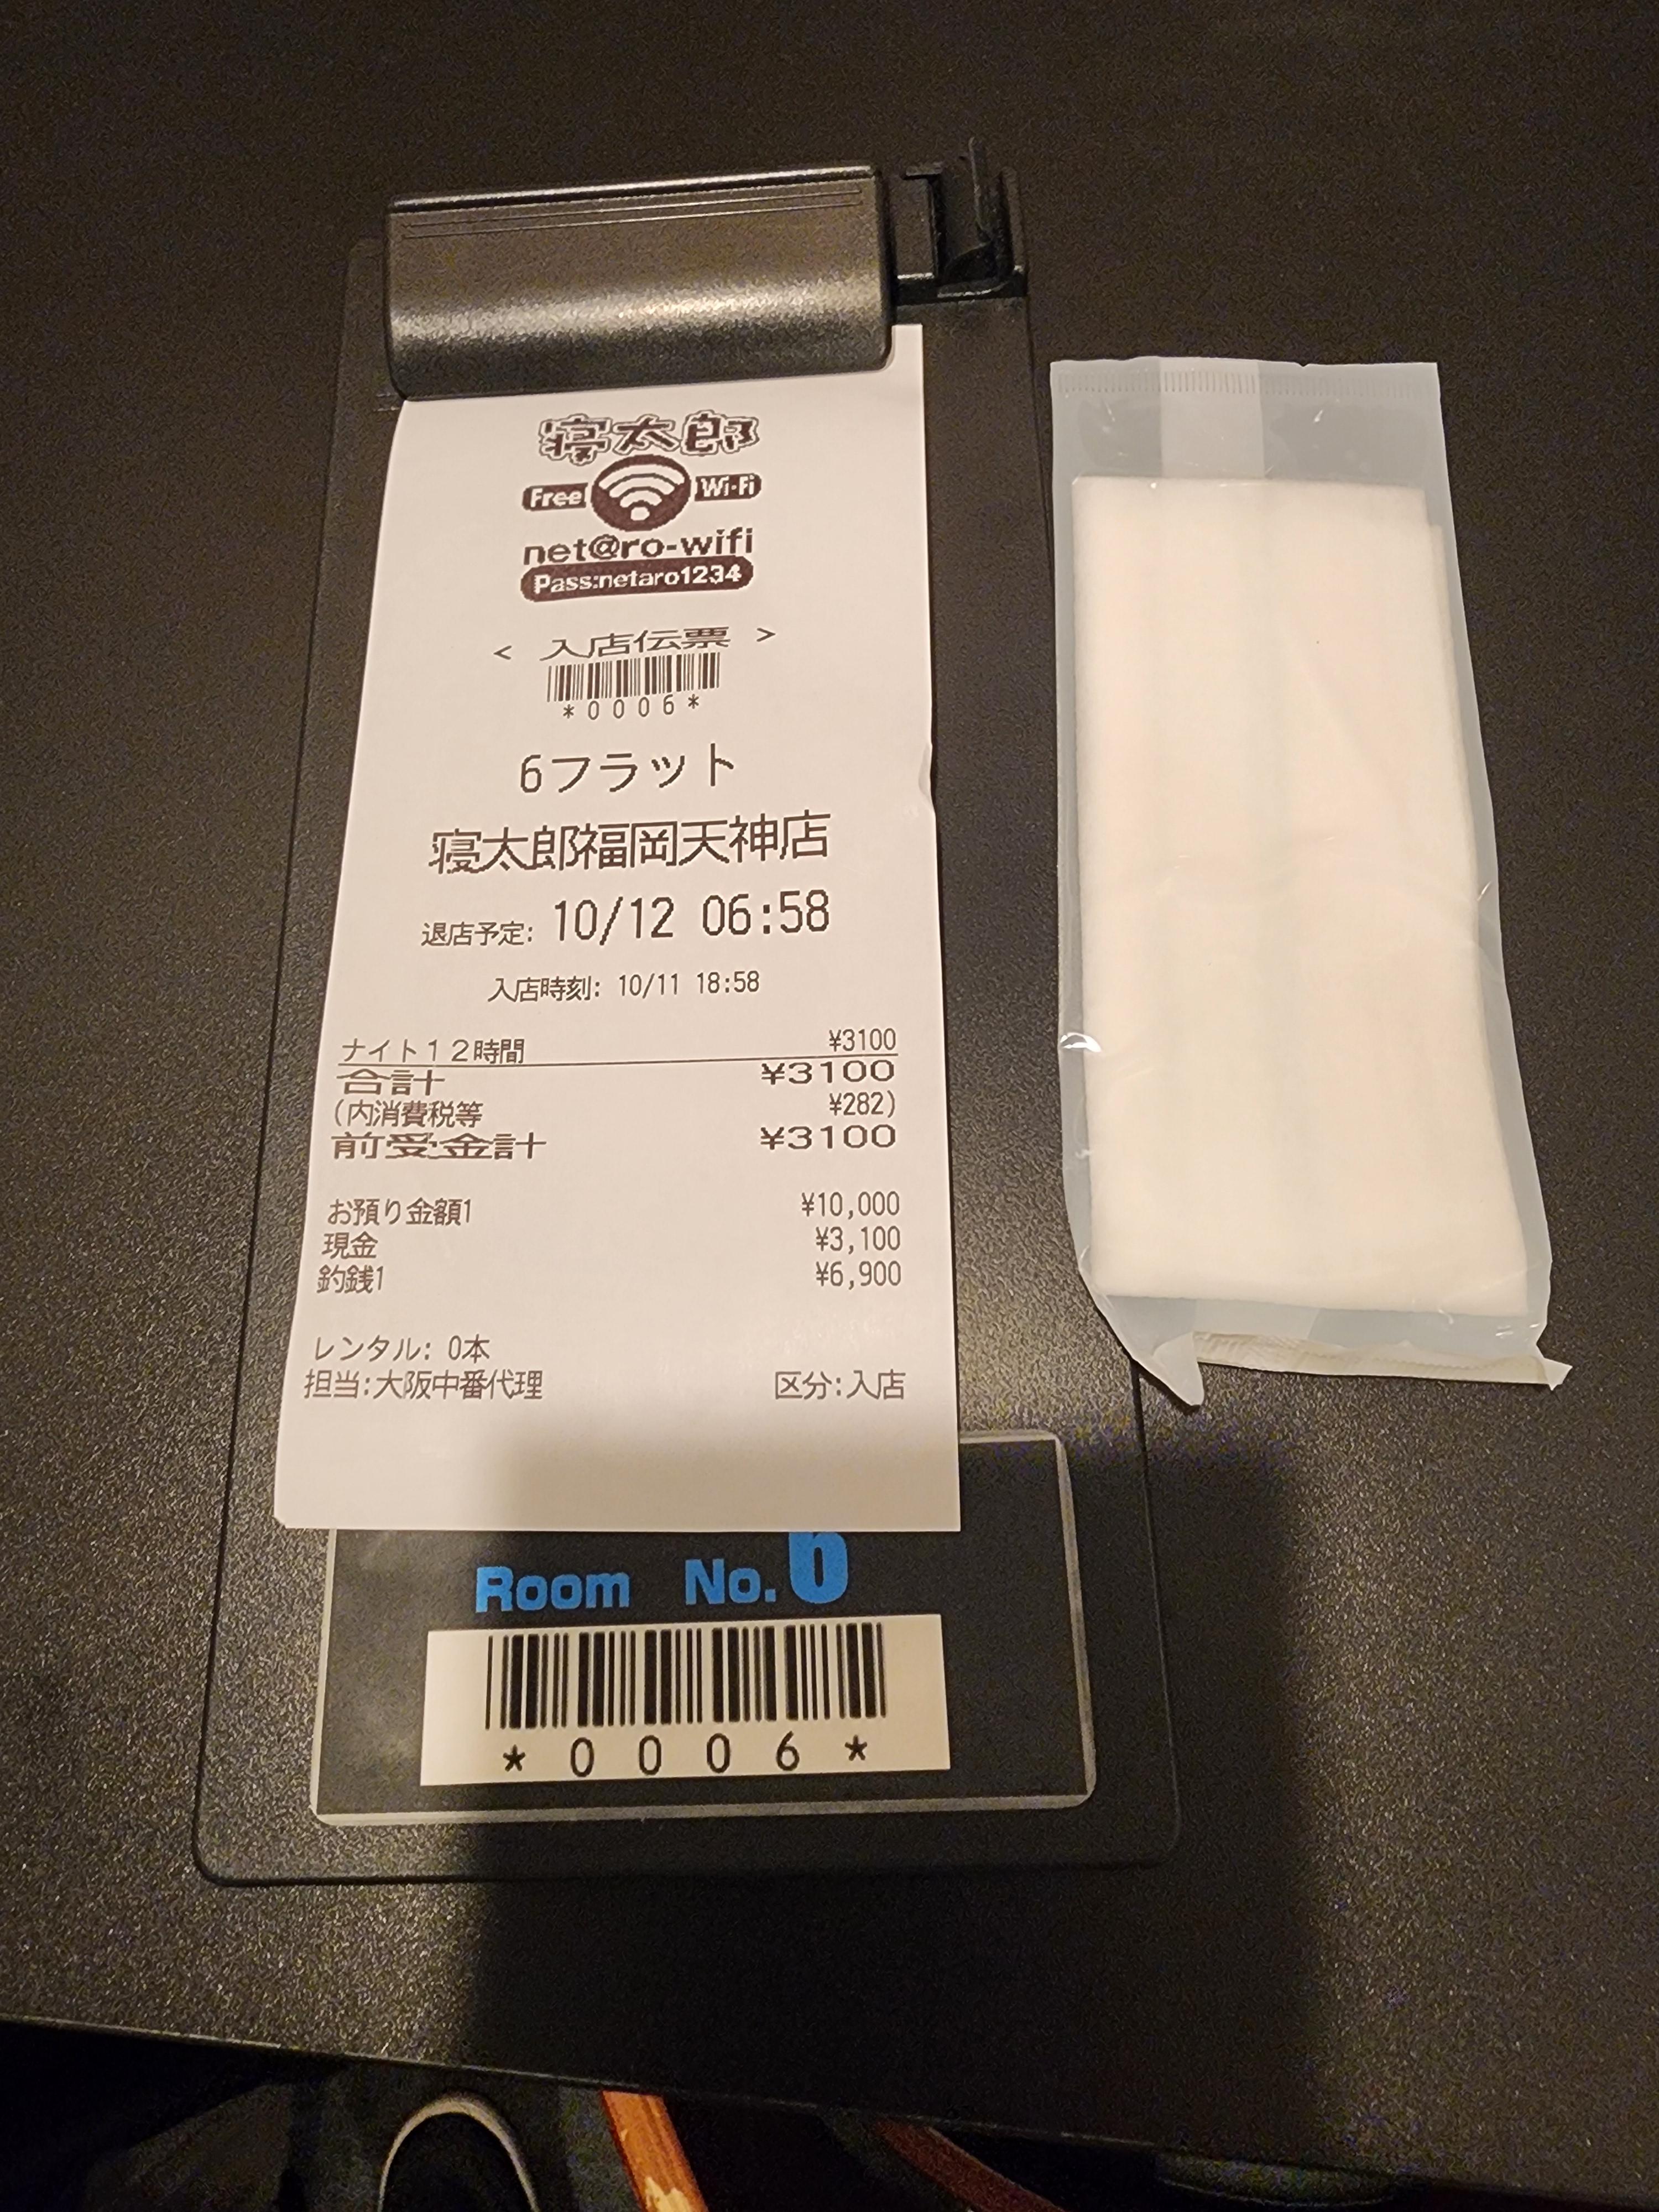 寝太郎
Free Wi-Fi
net@ro-wifi
Pass:netaro1234
< 入店伝票 >
*0006*
6フラット
寝太郎福岡天神店
退店予定: 10/12 06:58
入店時刻: 10/11 18:58
ナイト12時間 ¥3100
合計 ¥3100
(内消費税等 ¥282)
前受金計 ¥3100
お預り金額1 ¥10,000
現金 ¥3,100
釣銭1 ¥6,900
レンタル: 0本
担当:大阪中番代理 区分:入店
Room No.6
*0006*